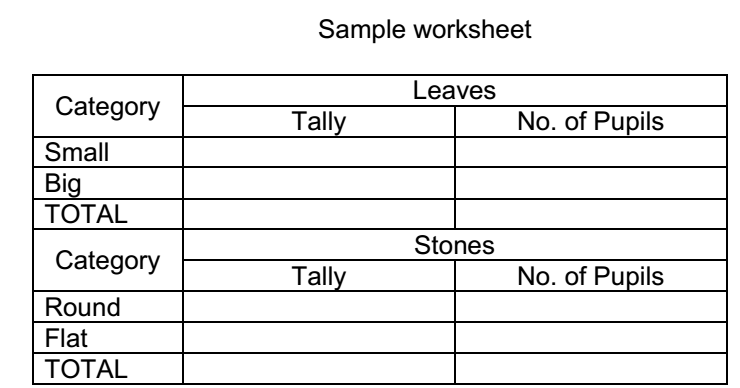 Sample worksheet
Category
Leaves
Tally No. of Pupils
Small
Big
TOTAL
Category
Stones
Tally No. of Pupils
Round
Flat
TOTAL